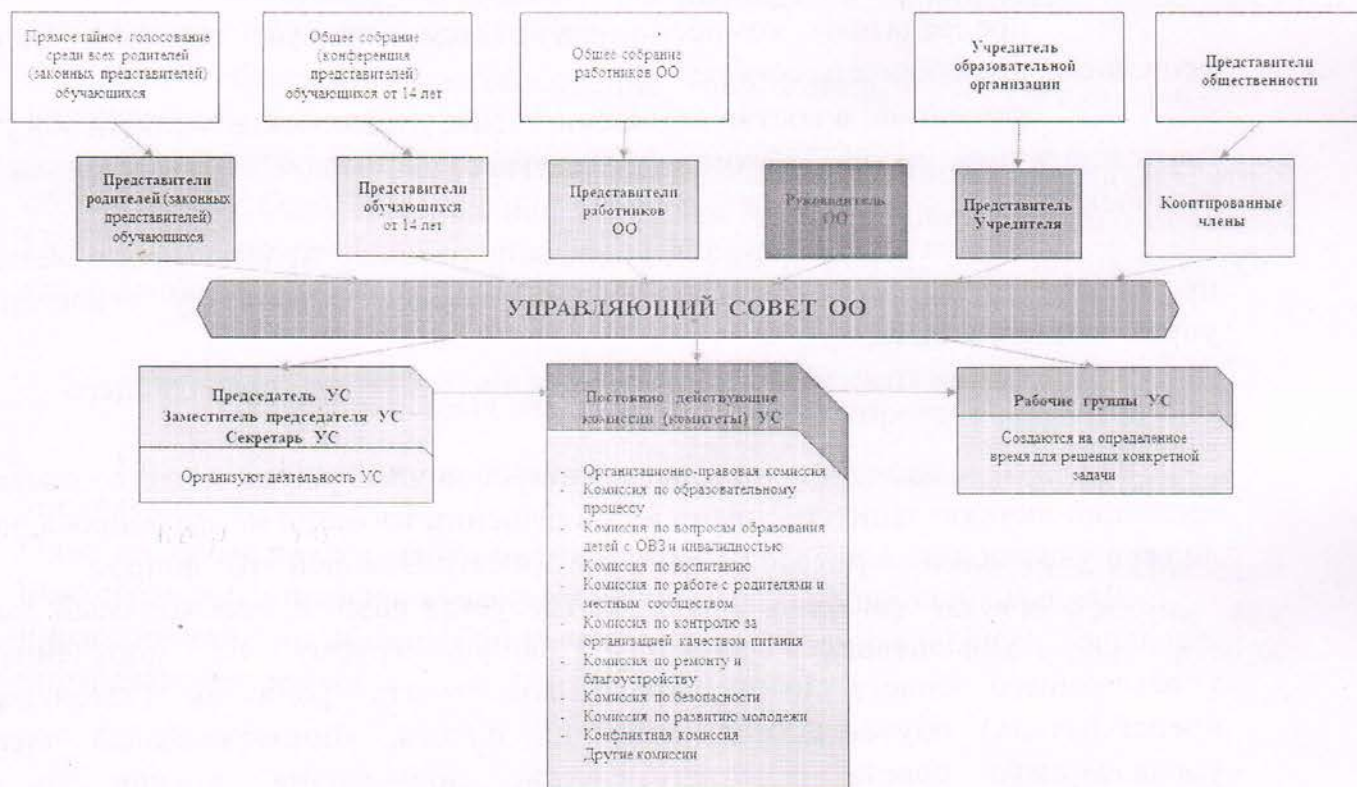 Прямое тайное голосование
среди всех родителей
(законных представителей)
обучающихся
Общее собрание
(конференция
представителей)
обучающихся от 14 лет
Общее собрание
работников ОО
Учредитель
образовательной
организации
Представители
общественности
Представители
родителей (законных
представителей)
обучающихся
Представители
обучающихся
от 14 лет
Представители
работников
ОО
Руководитель
ОО
Представитель
Учредителя
Кооптированные
члены
УПРАВЛЯЮЩИЙ СОВЕТ ОО
Председатель УС
Заместитель председателя УС
Секретарь УС
Организуют деятельность УС
Постоянно действующие
комиссии (комитеты) УС
- Организационно-правовая комиссия
- Комиссия по образовательному
процессу
- Комиссия по вопросам образования
детей с ОВЗ и инвалидностью
- Комиссия по воспитанию
- Комиссия по работе с родителями и
местным сообществом
- Комиссия по контролю за
организацией качеством питания
- Комиссия по ремонту и
благоустройству
- Комиссия по безопасности
- Комиссия по развитию молодежи
- Конфликтная комиссия
- Другие комиссии
Рабочие группы УС
Создаются на определенное
время для решения конкретной
задачи